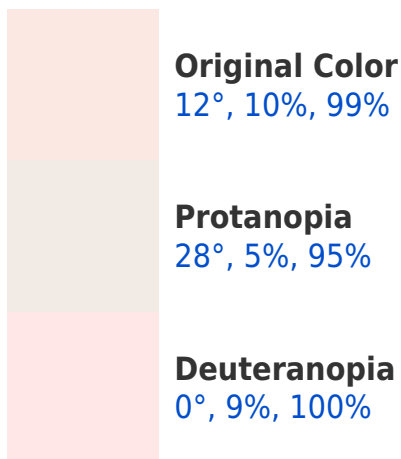 Original Color
12°, 10%, 99%
Protanopia
28°, 5%, 95%
Deuteranopia
0°, 9%, 100%